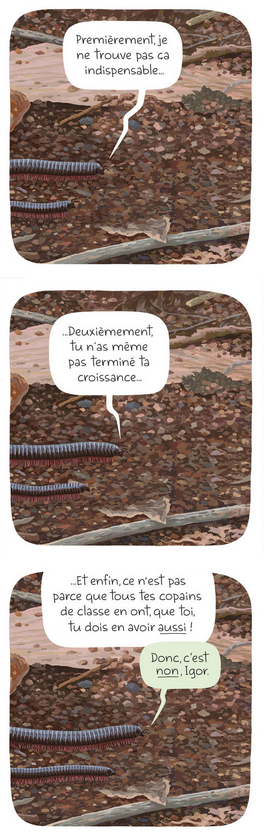 Premièrement, je
ne trouve pas ça
indispensable...
...Deuxièmement,
tu n'as même
pas terminé ta
croissance...
...Et enfin, ce n'est pas
parce que tous tes copains
de classe en ont, que toi,
tu dois en avoir aussi !
Donc, c'est
non, Igor.